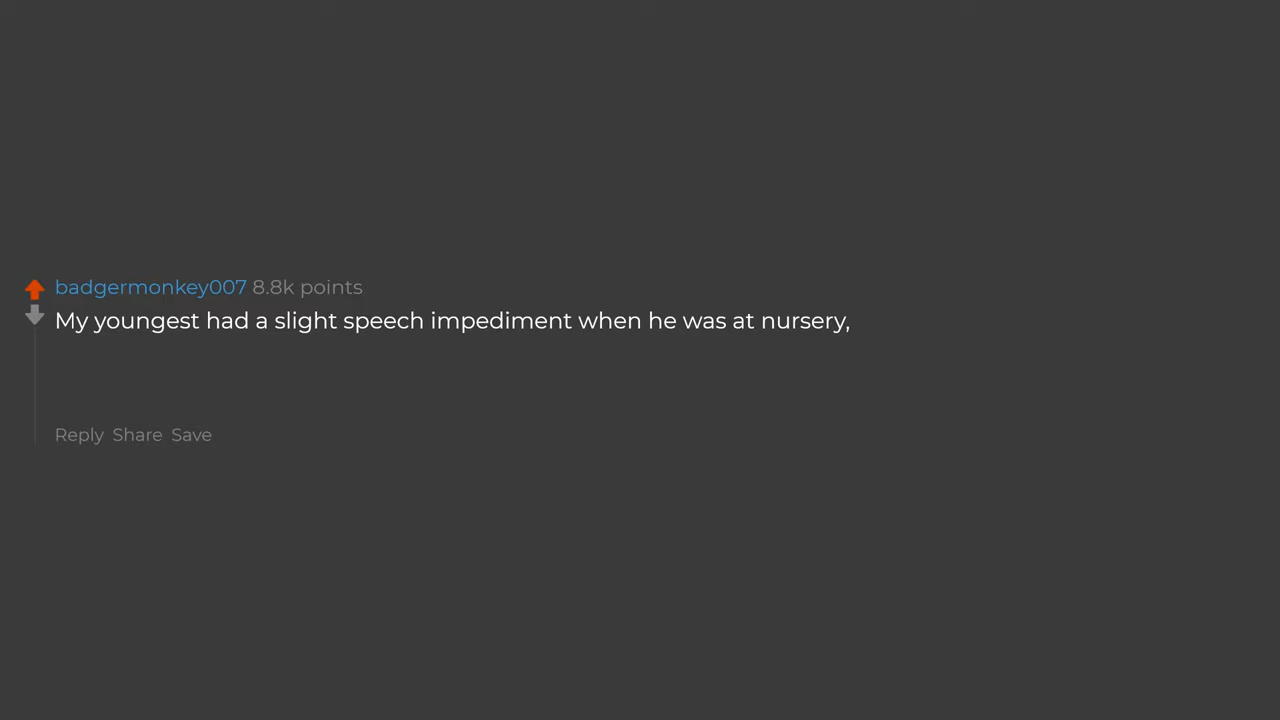 badgermonkey007 8.8k points
My youngest had a slight speech impediment when he was at nursery,
Reply Share Save